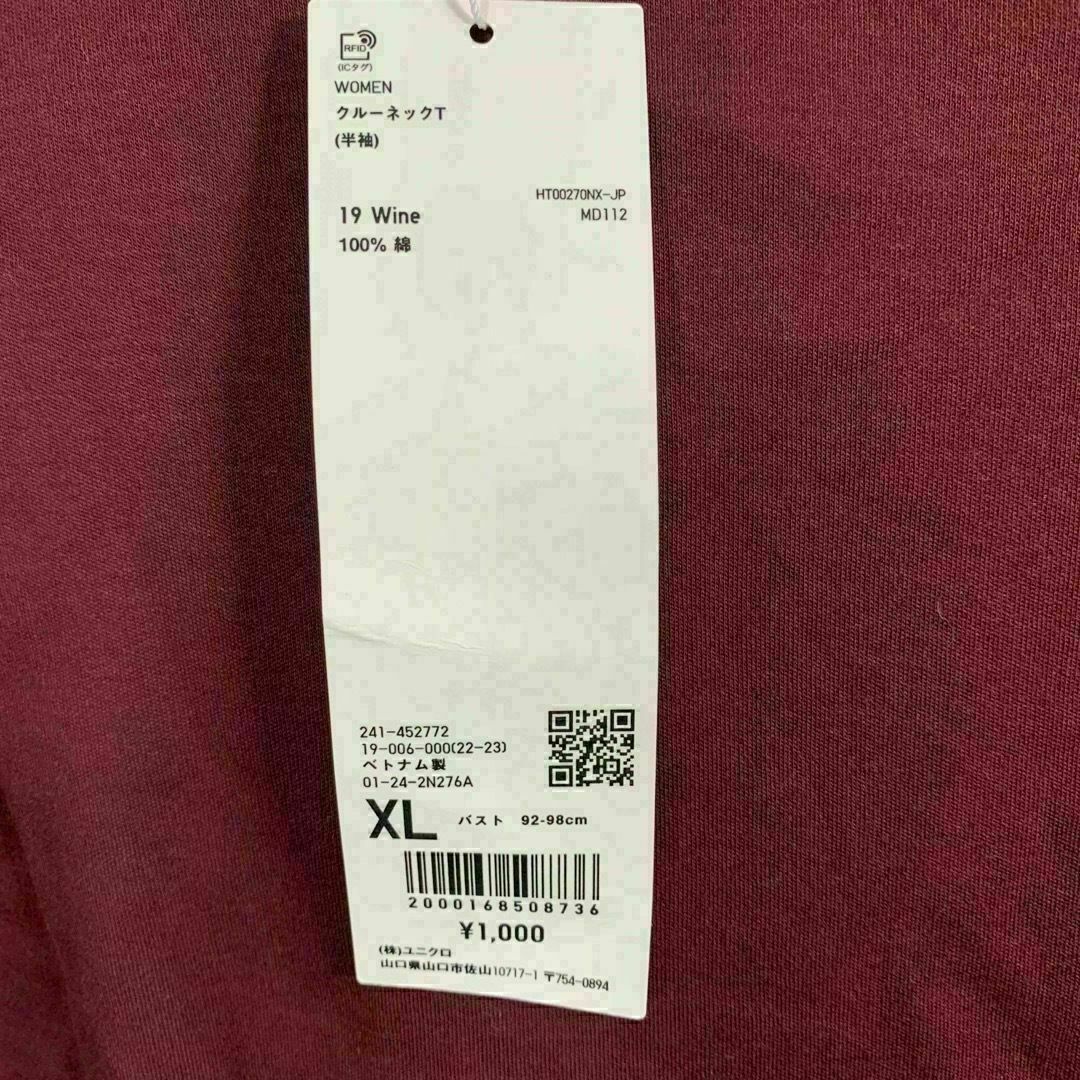 RFID
(ICタグ)
WOMEN
クルーネックT
(半袖)
HT00270NX-JP
19 Wine
MD112
100% 綿
241-452772
19-006-000(22-23)
ベトナム製
01-24-2N276A
XL バスト 92-98cm
2000168508736
¥1,000
(株)ユニクロ
山口県山口市佐山10717-1 〒754-0894